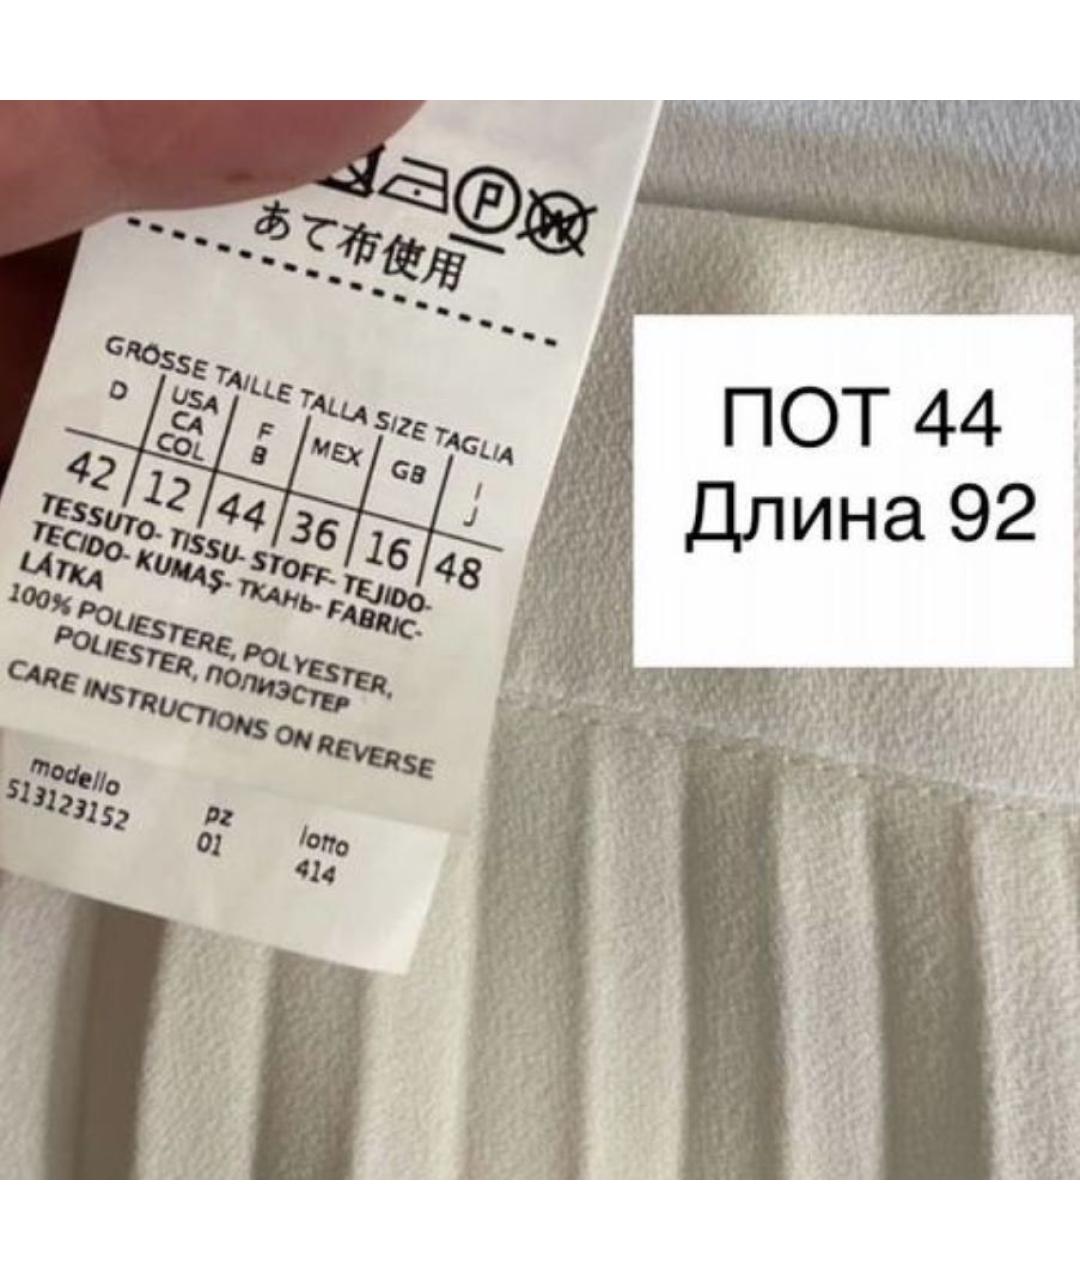 P
W
あて布使用
GRÖSSE TAILLE TALLA SIZE TAGLIA
D USA CA COL F B MEX GB I J
42 12 44 36 16 48
TESSUTO- TISSU- STOFF- TEJIDO-
TECIDO- KUMAŞ- ТКАНЬ- FABRIC-
LÁTKA
100% POLIESTERE, POLYESTER,
POLIESTER, ПОЛИЭСТЕР
CARE INSTRUCTIONS ON REVERSE
modello pz lotto
513123152 01 414
ПОТ 44
Длина 92